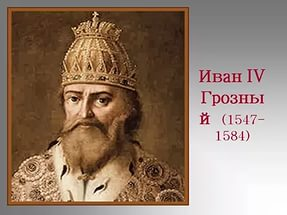 Иван IV
Грозны
й (1547-
1584)